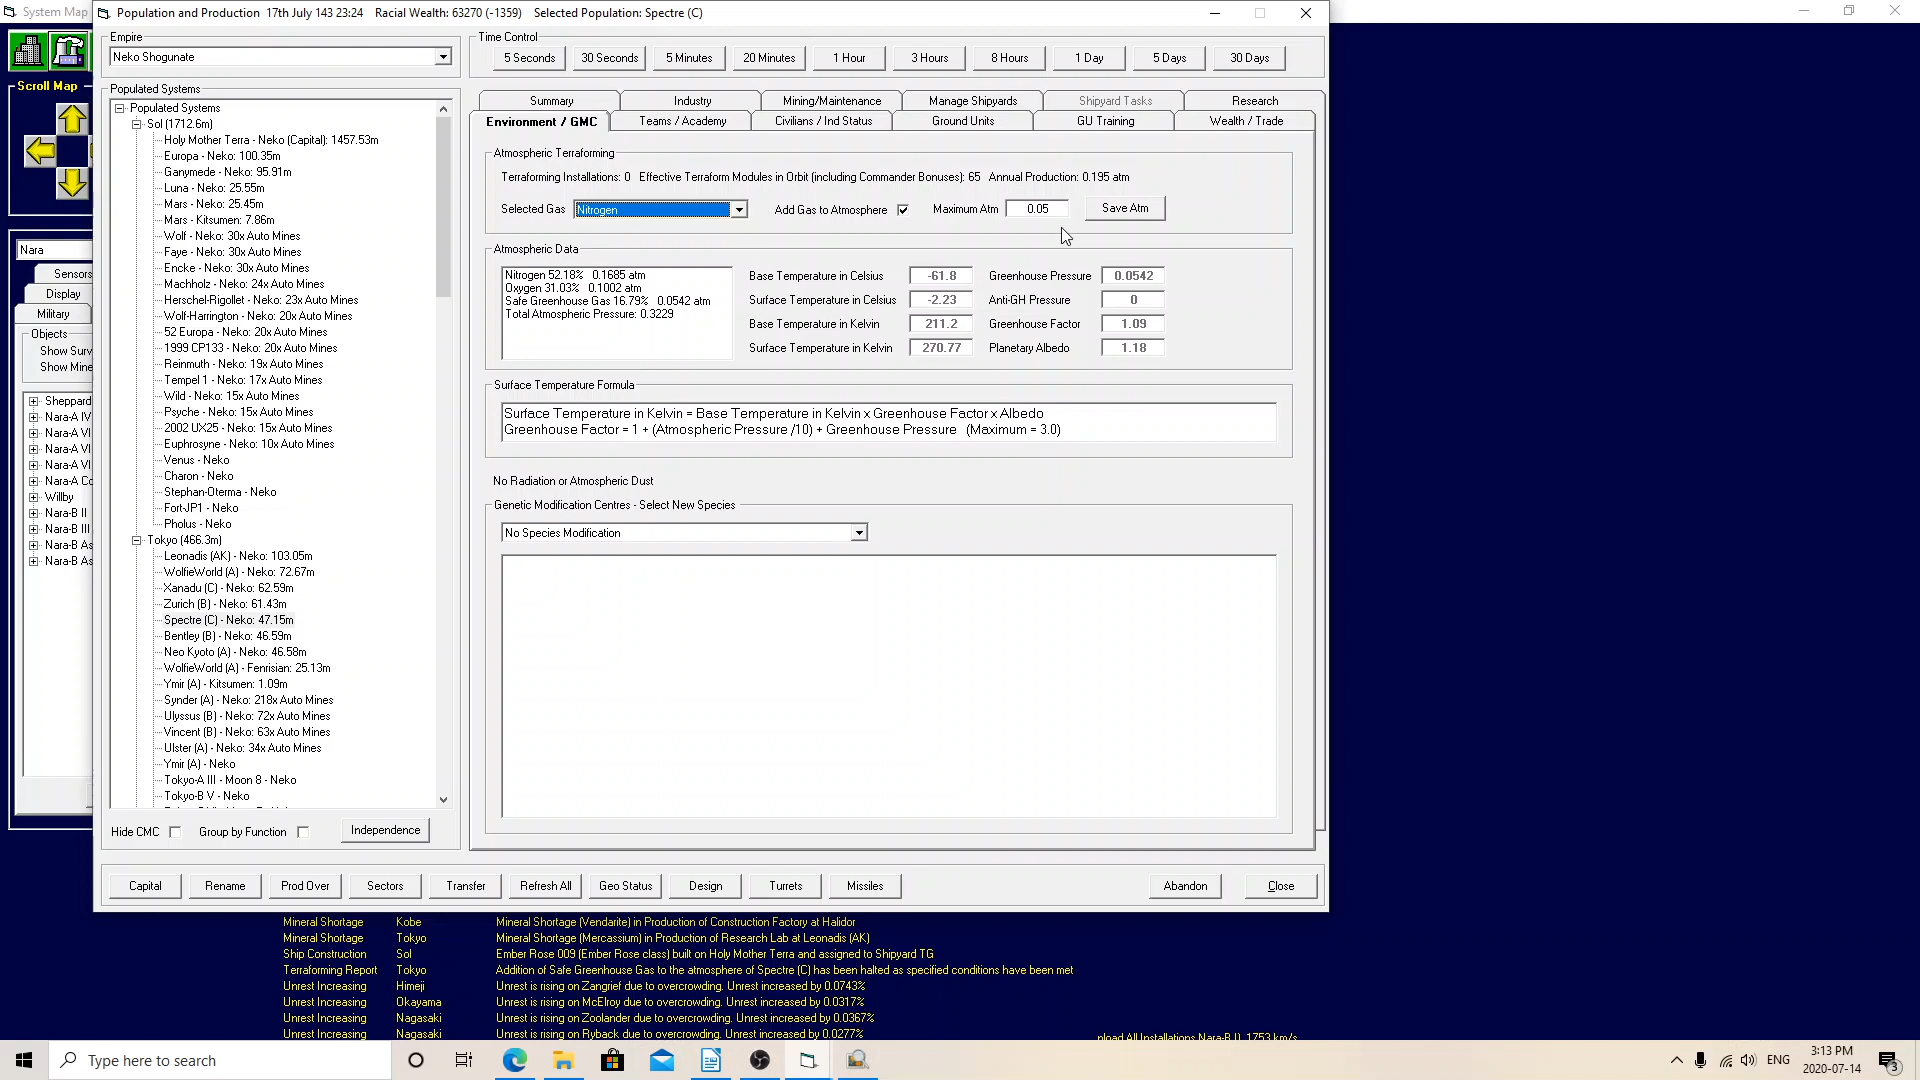 System Map
Population and Production   17th July 143 23:24   Racial Wealth: 63270 (-1359)   Selected Population: Spectre (C)
Scroll Map
Nara
Sensors
Display
Military
Objects
Show Surv
Show Mine
Sheppard
Nara-A IV
Nara-A VI
Nara-A VI
Nara-A VI
Nara-A Co
Willby
Nara-B II
Nara-B III
Nara-B As
Nara-B As
Empire
Neko Shogunate
Populated Systems
Populated Systems
Sol (1712.6m)
Holy Mother Terra - Neko (Capital): 1457.53m
Europa - Neko: 100.35m
Ganymede - Neko: 95.91m
Luna - Neko: 25.55m
Mars - Neko: 25.45m
Mars - Kitsumen: 7.86m
Wolf - Neko: 30x Auto Mines
Faye - Neko: 30x Auto Mines
Encke - Neko: 30x Auto Mines
Machholz - Neko: 24x Auto Mines
Herschel-Rigollet - Neko: 23x Auto Mines
Wolf-Harrington - Neko: 20x Auto Mines
52 Europa - Neko: 20x Auto Mines
1999 CP133 - Neko: 20x Auto Mines
Reinmuth - Neko: 19x Auto Mines
Tempel 1 - Neko: 17x Auto Mines
Wild - Neko: 15x Auto Mines
Psyche - Neko: 15x Auto Mines
2002 UX25 - Neko: 15x Auto Mines
Euphrosyne - Neko: 10x Auto Mines
Venus - Neko
Charon - Neko
Stephan-Oterma - Neko
Fort-JP1 - Neko
Pholus - Neko
Tokyo (466.3m)
Leonadis (AK) - Neko: 103.05m
WolfieWorld (A) - Neko: 72.67m
Xanadu (C) - Neko: 62.59m
Zurich (B) - Neko: 61.43m
Spectre (C) - Neko: 47.15m
Bentley (B) - Neko: 46.59m
Neo Kyoto (A) - Neko: 46.58m
WolfieWorld (A) - Fenrisian: 25.13m
Ymir (A) - Kitsumen: 1.09m
Synder (A) - Neko: 218x Auto Mines
Ulyssus (B) - Neko: 72x Auto Mines
Vincent (B) - Neko: 63x Auto Mines
Ulster (A) - Neko: 34x Auto Mines
Ymir (A) - Neko
Tokyo-A III - Moon 8 - Neko
Tokyo-B V - Neko
Hide CMC   Group by Function   Independence
Time Control
5 Seconds   30 Seconds   5 Minutes   20 Minutes   1 Hour   3 Hours   8 Hours   1 Day   5 Days   30 Days
Summary   Industry   Mining/Maintenance   Manage Shipyards   Shipyard Tasks   Research
Environment / GMC   Teams / Academy   Civilians / Ind Status   Ground Units   GU Training   Wealth / Trade
Atmospheric Terraforming
Terraforming Installations: 0   Effective Terraform Modules in Orbit (including Commander Bonuses): 65   Annual Production: 0.195 atm
Selected Gas   Nitrogen   Add Gas to Atmosphere   Maximum Atm   0.05   Save Atm
Atmospheric Data
Nitrogen 52.18%   0.1685 atm
Oxygen 31.03%   0.1002 atm
Safe Greenhouse Gas 16.79%   0.0542 atm
Total Atmospheric Pressure: 0.3229
Base Temperature in Celsius   -61.8   Greenhouse Pressure   0.0542
Surface Temperature in Celsius   -2.23   Anti-GH Pressure   0
Base Temperature in Kelvin   211.2   Greenhouse Factor   1.09
Surface Temperature in Kelvin   270.77   Planetary Albedo   1.18
Surface Temperature Formula
Surface Temperature in Kelvin = Base Temperature in Kelvin x Greenhouse Factor x Albedo
Greenhouse Factor = 1 + (Atmospheric Pressure /10) + Greenhouse Pressure   (Maximum = 3.0)
No Radiation or Atmospheric Dust
Genetic Modification Centres - Select New Species
No Species Modification
Capital   Rename   Prod Over   Sectors   Transfer   Refresh All   Geo Status   Design   Turrets   Missiles   Abandon   Close
Mineral Shortage   Kobe   Mineral Shortage (Vendarite) in Production of Construction Factory at Halidor
Mineral Shortage   Tokyo   Mineral Shortage (Mercassium) in Production of Research Lab at Leonadis (AK)
Ship Construction   Sol   Ember Rose 009 (Ember Rose class) built on Holy Mother Terra and assigned to Shipyard TG
Terraforming Report   Tokyo   Addition of Safe Greenhouse Gas to the atmosphere of Spectre (C) has been halted as specified conditions have been met
Unrest Increasing   Himeji   Unrest is rising on Zangrief due to overcrowding. Unrest increased by 0.0743%
Unrest Increasing   Okayama   Unrest is rising on McElroy due to overcrowding. Unrest increased by 0.0317%
Unrest Increasing   Nagasaki   Unrest is rising on Zoolander due to overcrowding. Unrest increased by 0.0367%
Unrest Increasing   Nagasaki   Unrest is rising on Ryback due to overcrowding. Unrest increased by 0.0277%
nload All Installations Nara-B II 1753 km/s
Type here to search
ENG
3:13 PM
2020-07-14
3